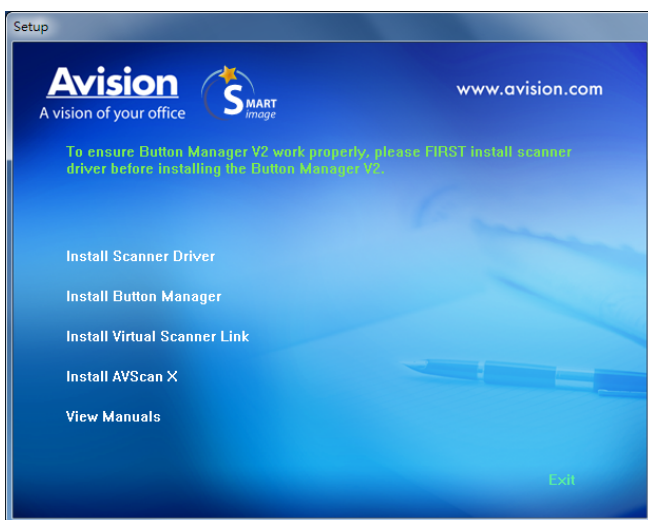 Setup
Avision
A vision of your office
SMART
image
www.avision.com
To ensure Button Manager V2 work properly, please FIRST install scanner
driver before installing the Button Manager V2.
Install Scanner Driver
Install Button Manager
Install Virtual Scanner Link
Install AVScan X
View Manuals
Exit